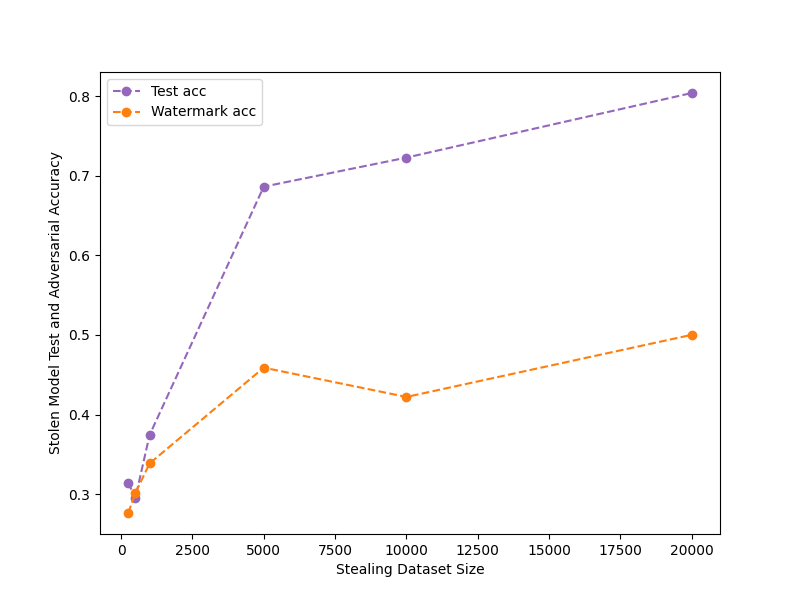 Test acc
Watermark acc
Stolen Model Test and Adversarial Accuracy
0.8
0.7
0.6
0.5
0.4
0.3
0 2500 5000 7500 10000 12500 15000 17500 20000
Stealing Dataset Size